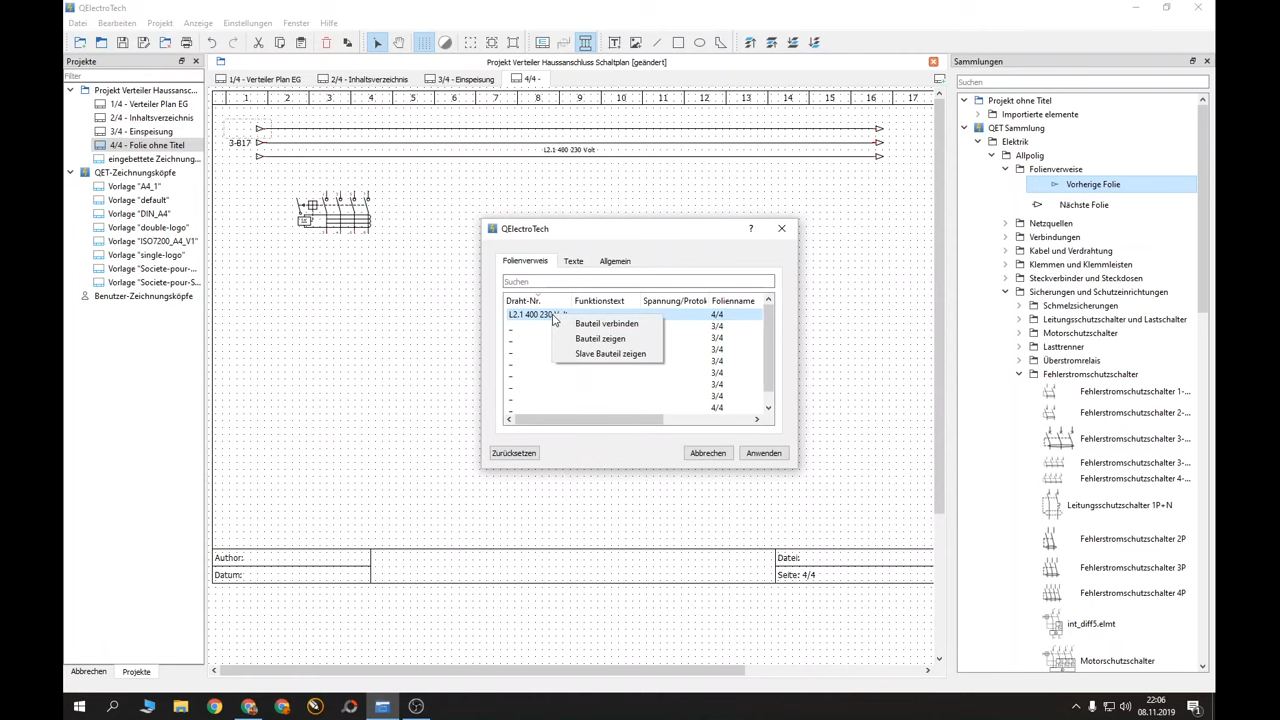 QElectroTech
Datei Bearbeiten Projekt Anzeige Einstellungen Fenster Hilfe
Projekte
Filter
Projekt Verteiler Haussanschluss Schaltplan [geändert]
Sammlungen
Suchen
Projekt Verteiler Haussanschl...
1/4 - Verteiler Plan EG
2/4 - Inhaltsverzeichnis
3/4 - Einspeisung
4/4 - Folie ohne Titel
eingebettete Zeichnung...
QET-Zeichnungsköpfe
Vorlage "A4_1"
Vorlage "default"
Vorlage "DIN_A4"
Vorlage "double-logo"
Vorlage "ISO7200_A4_V1"
Vorlage "single-logo"
Vorlage "Societe-pour-...
Vorlage "Societe-pour-S...
Benutzer-Zeichnungsköpfe
Abbrechen Projekte
1/4 - Verteiler Plan EG 2/4 - Inhaltsverzeichnis 3/4 - Einspeisung 4/4 -
1 2 3 4 5 6 7 8 9 10 11 12 13 14 15 16 17
3-B17
L2.1 400 230 Volt
QElectroTech
Folienverweis Texte Allgemein
Suchen
Draht-Nr. Funktionstext Spannung/Protok Folienname
L2.1 400 230 Volt 4/4
_ 3/4
_ 3/4
_ 3/4
_ 3/4
_ 3/4
_ 3/4
_ 3/4
_ 4/4
Bauteil verbinden
Bauteil zeigen
Slave Bauteil zeigen
Zurücksetzen Abbrechen Anwenden
Author:
Datum:
Datei:
Seite: 4/4
Projekt ohne Titel
Importierte elemente
QET Sammlung
Elektrik
Allpolig
Folienverweise
Vorherige Folie
Nächste Folie
Netzquellen
Verbindungen
Kabel und Verdrahtung
Klemmen und Klemmleisten
Steckverbinder und Steckdosen
Sicherungen und Schutzeinrichtungen
Schmelzsicherungen
Leitungsschutzschalter und Lastschalter
Motorschutzschalter
Lasttrenner
Überstromrelais
Fehlerstromschutzschalter
Fehlerstromschutzschalter 1-...
Fehlerstromschutzschalter 2-...
Fehlerstromschutzschalter 3-...
Fehlerstromschutzschalter 3-...
Fehlerstromschutzschalter 4-...
Leitungsschutzschalter 1P+N
Fehlerstromschutzschalter 2P
Fehlerstromschutzschalter 3P
Fehlerstromschutzschalter 4P
int_diff5.elmt
Motorschutzschalter
22:06
08.11.2019